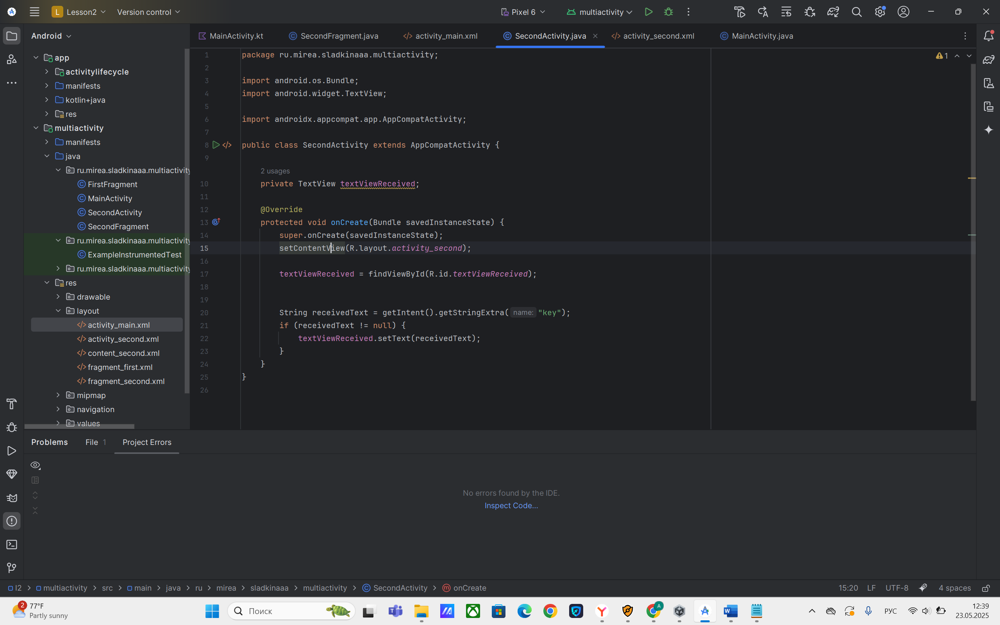 L Lesson2 Version control Pixel 6 multiactivity
Android
MainActivity.kt SecondFragment.java activity_main.xml SecondActivity.java activity_second.xml MainActivity.java
app
activitylifecycle
manifests
kotlin+java
res
multiactivity
manifests
java
ru.mirea.sladkinaaa.multiactivity
FirstFragment
MainActivity
SecondActivity
SecondFragment
ru.mirea.sladkinaaa.multiactivity
ExampleInstrumentedTest
ru.mirea.sladkinaaa.multiactivity
res
drawable
layout
activity_main.xml
activity_second.xml
content_second.xml
fragment_first.xml
fragment_second.xml
mipmap
navigation
values
1 package ru.mirea.sladkinaaa.multiactivity;
1
2
3 import android.os.Bundle;
4 import android.widget.TextView;
5
6 import androidx.appcompat.app.AppCompatActivity;
7
8 public class SecondActivity extends AppCompatActivity {
9
2 usages
10 private TextView textViewReceived;
11
12 @Override
13 protected void onCreate(Bundle savedInstanceState) {
14 super.onCreate(savedInstanceState);
15 setContentView(R.layout.activity_second);
16
17 textViewReceived = findViewById(R.id.textViewReceived);
18
19
20 String receivedText = getIntent().getStringExtra( name: "key");
21 if (receivedText != null) {
22 textViewReceived.setText(receivedText);
23 }
24 }
25 }
26
Problems File 1 Project Errors
No errors found by the IDE.
Inspect Code...
l2 > multiactivity > src > main > java > ru > mirea > sladkinaaa > multiactivity > SecondActivity > onCreate
15:20 LF UTF-8 4 spaces
2 77°F
Partly sunny
Поиск
A
РУС
12:39
23.05.2025